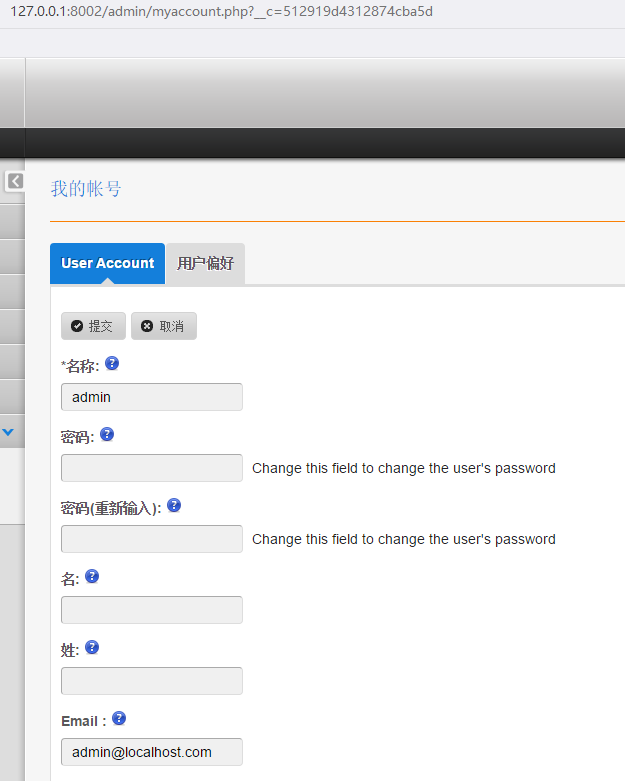 127.0.0.1:8002/admin/myaccount.php?__c=512919d4312874cba5d
我的帐号
User Account 用户偏好
提交 取消
*名称:
admin
密码:
Change this field to change the user's password
密码(重新输入):
Change this field to change the user's password
名:
姓:
Email :
admin@localhost.com